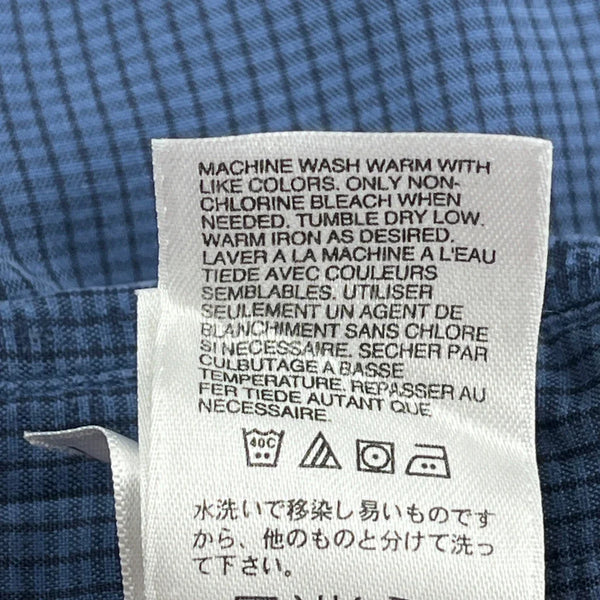 MACHINE WASH WARM WITH
LIKE COLORS. ONLY NON-
CHLORINE BLEACH WHEN
NEEDED. TUMBLE DRY LOW.
WARM IRON AS DESIRED.
LAVER A LA MACHINE A L'EAU
TIEDE AVEC COULEURS
SEMBLABLES. UTILISER
SEULEMENT UN AGENT DE
BLANCHIMENT SANS CHLORE
SI NECESSAIRE. SECHER PAR
CULBUTAGE A BASSE
TEMPERATURE. REPASSER AU
FER TIEDE AUTANT QUE
NECESSAIRE.
40C
水洗いで移染し易いものです
から、他のものと分けて洗っ
て下さい。